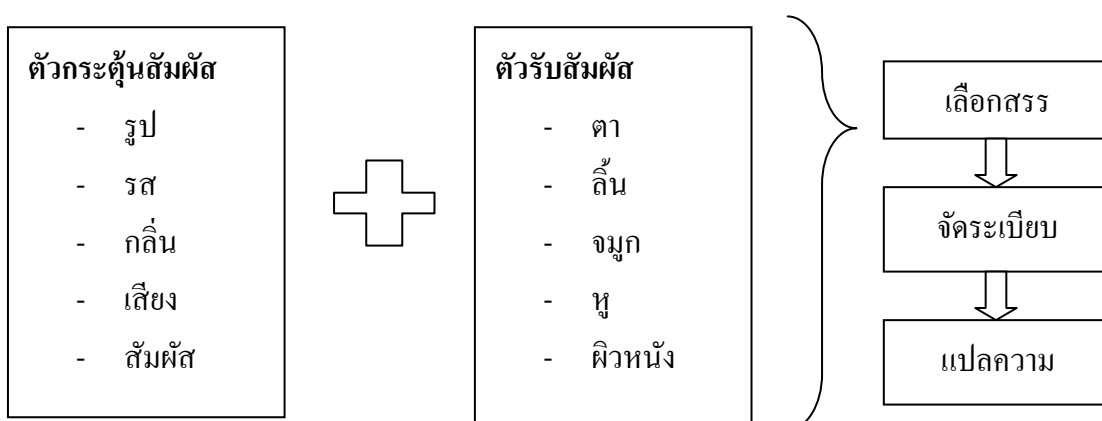 ตัวกระตุ้นสัมผัส
- รูป
- รส
- กลิ่น
- เสียง
- สัมผัส
ตัวรับสัมผัส
- ตา
- ลิ้น
- จมูก
- หู
- ผิวหนัง
เลือกสรร
จัดระเบียบ
แปลความ